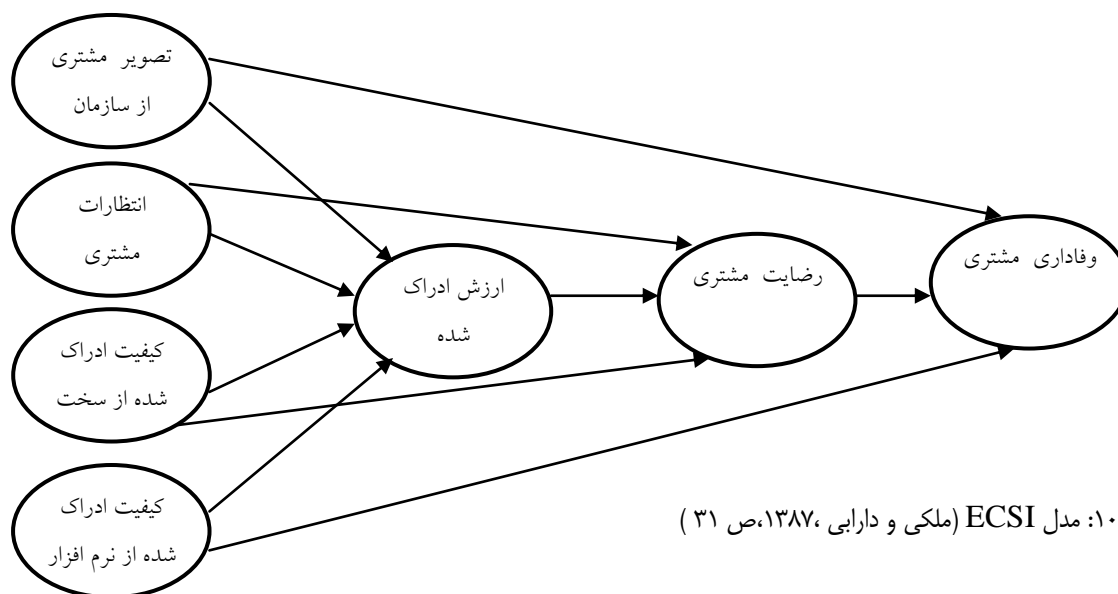 تصویر مشتری
از سازمان
انتظارات
مشتری
کیفیت ادراک
شده از سخت
کیفیت ادراک
شده از نرم افزار
ارزش ادراک
شده
رضایت مشتری
وفاداری مشتری
۱۰: مدل ECSI (ملکی و دارابی ،۱۳۸۷،ص ۳۱ )